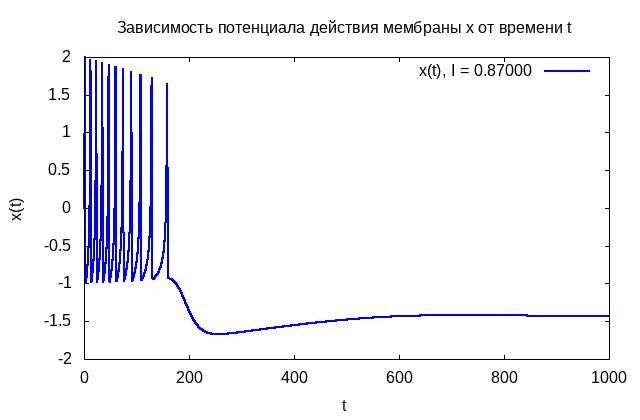 Зависимость потенциала действия мембраны x от времени t
x(t), I = 0.87000
2
1.5
1
0.5
0
-0.5
-1
-1.5
-2
x(t)
0 200 400 600 800 1000
t